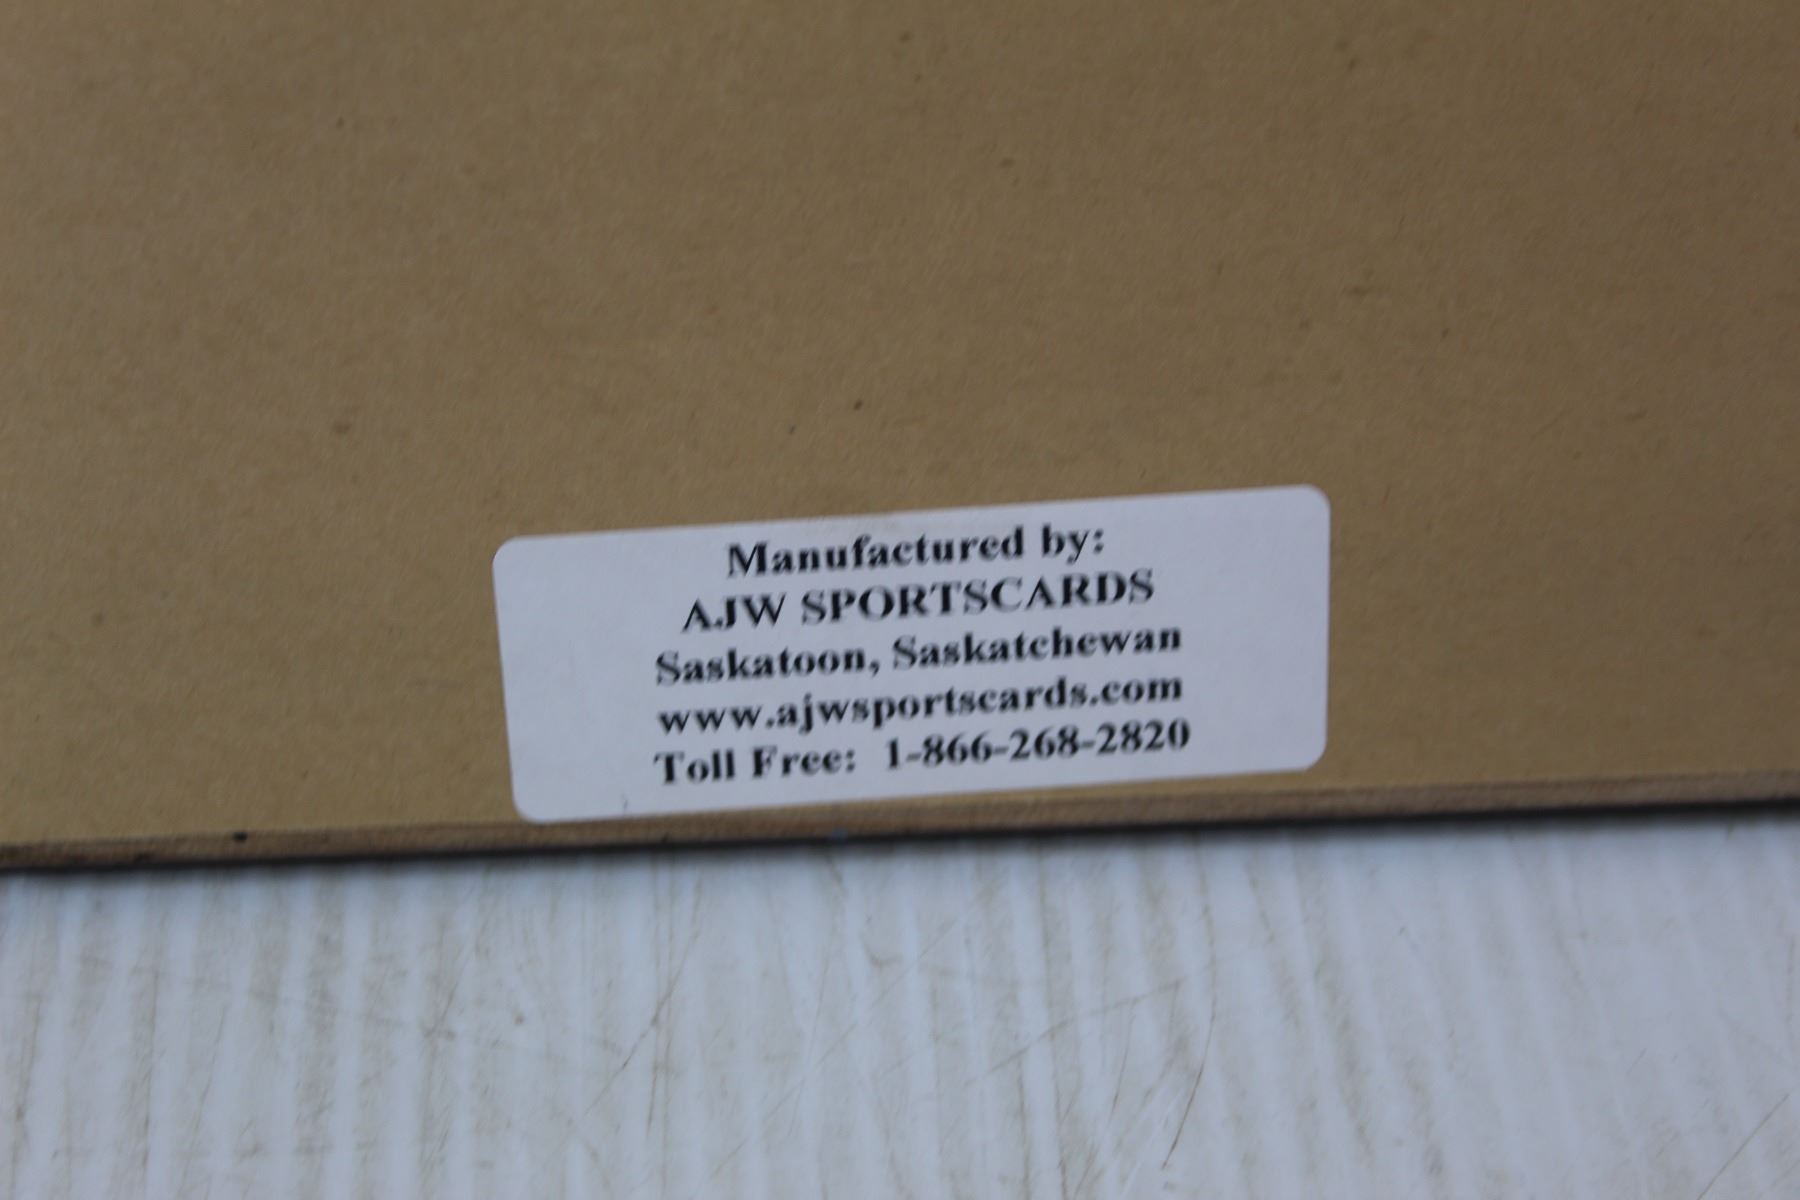 Manufactured by:
AJW SPORTSCARDS
Saskatoon, Saskatchewan
www.ajwsportscards.com
Toll Free: 1-866-268-2820